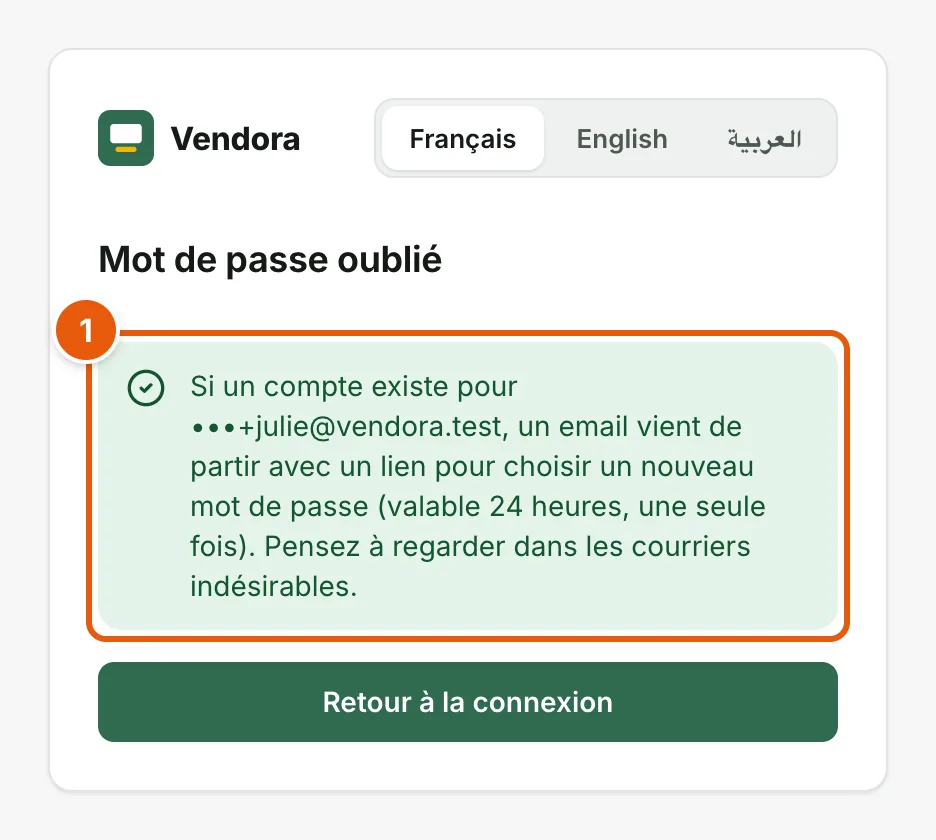 Vendora
Français
English
العربية
Mot de passe oublié
1
Si un compte existe pour
•••+julie@vendora.test, un email vient de
partir avec un lien pour choisir un nouveau
mot de passe (valable 24 heures, une seule
fois). Pensez à regarder dans les courriers
indésirables.
Retour à la connexion